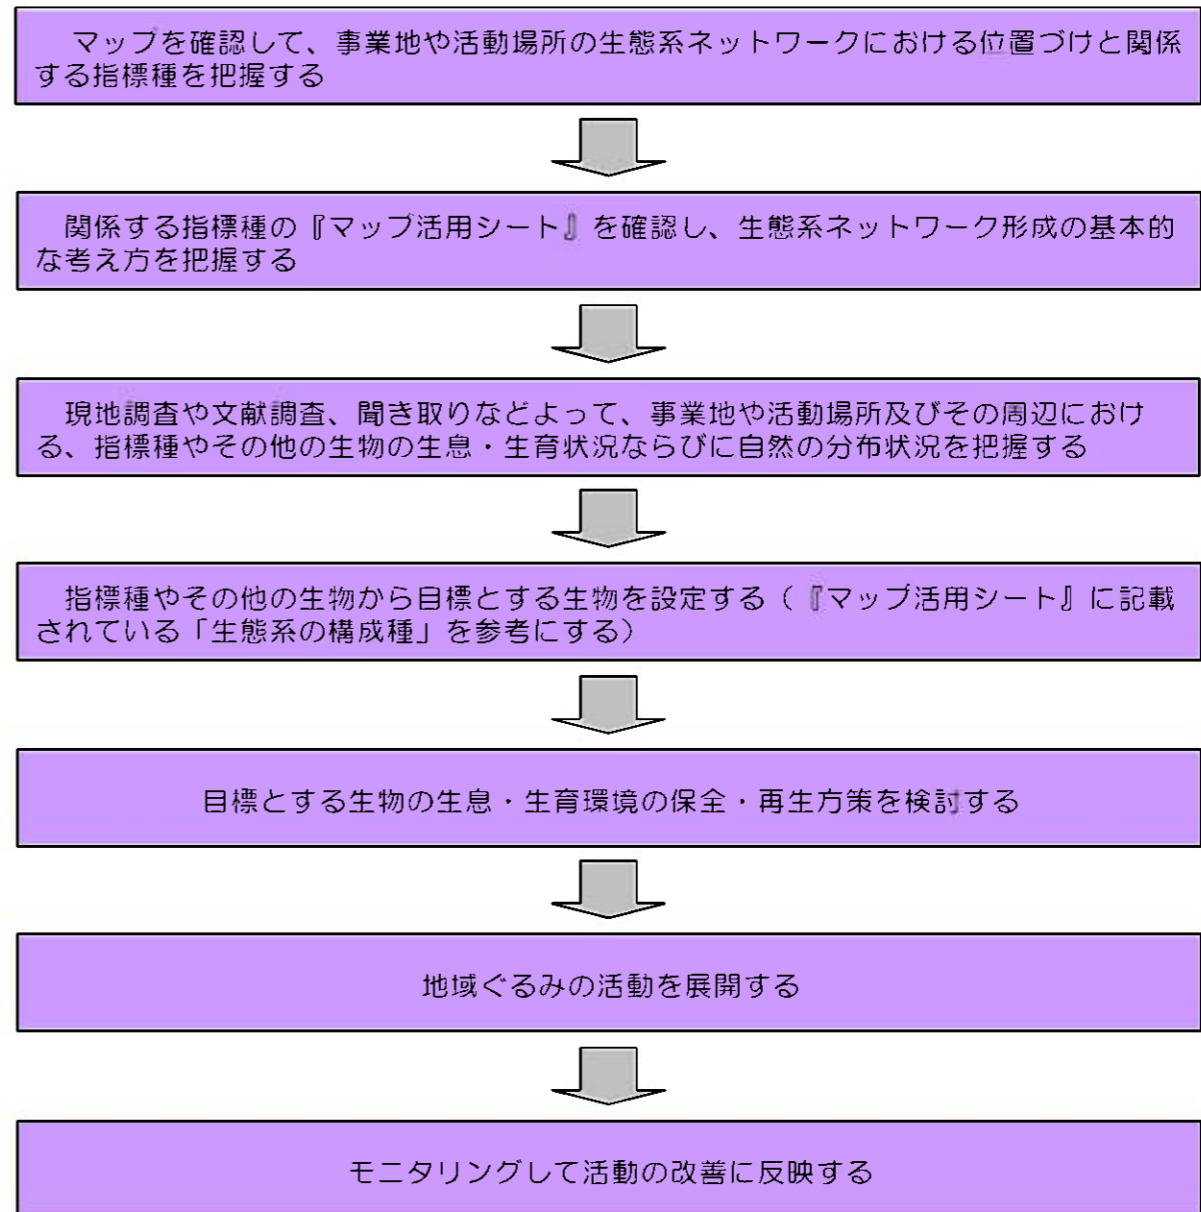 マップを確認して、事業地や活動場所の生態系ネットワークにおける位置づけと関係
する指標種を把握する
関係する指標種の『マップ活用シート』を確認し、生態系ネットワーク形成の基本的
な考え方を把握する
現地調査や文献調査、聞き取りなどよって、事業地や活動場所及びその周辺におけ
る、指標種やその他の生物の生息・生育状況ならびに自然の分布状況を把握する
指標種やその他の生物から目標とする生物を設定する（『マップ活用シート』に記載
されている「生態系の構成種」を参考にする）
目標とする生物の生息・生育環境の保全・再生方策を検討する
地域ぐるみの活動を展開する
モニタリングして活動の改善に反映する